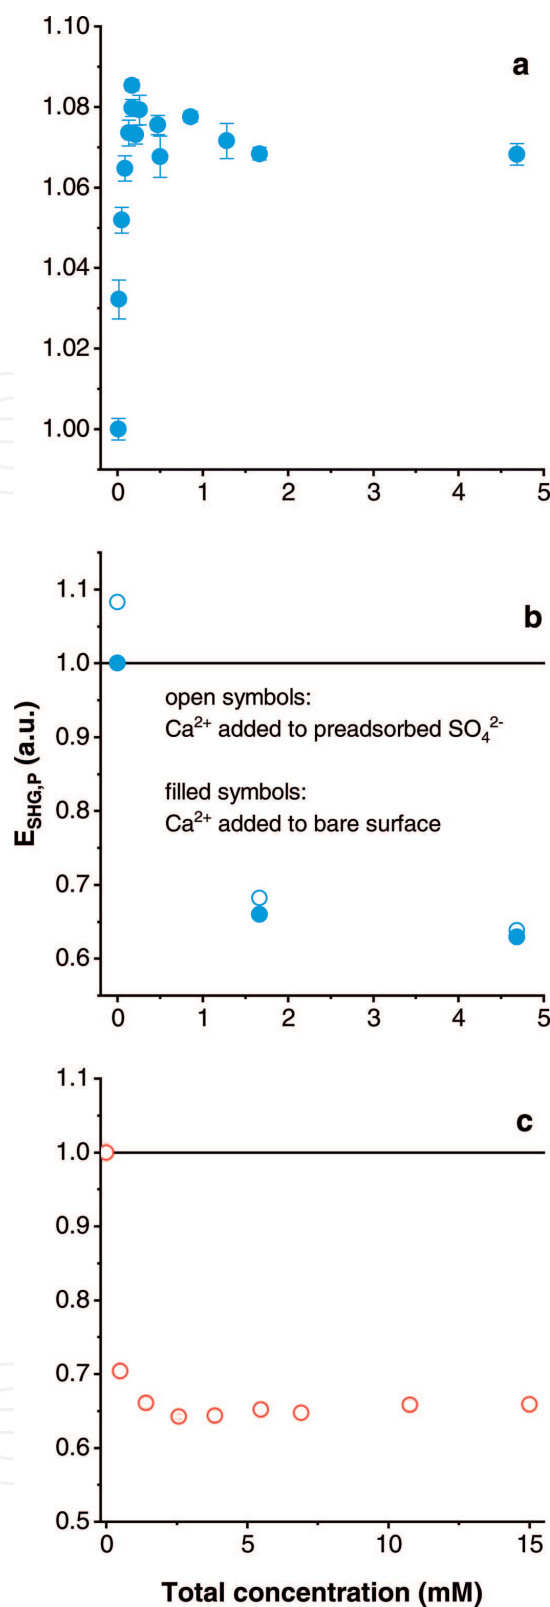 1.10
a
1.08
1.06
1.04
1.02
1.00
0 1 2 3 4 5
1.1
b
1.0
open symbols:
Ca²⁺ added to preadsorbed SO₄²⁻
0.9
filled symbols:
0.8
Ca²⁺ added to bare surface
0.7
0.6
E_SHG,P (a.u.)
0 1 2 3 4 5
1.1
c
1.0
0.9
0.8
0.7
0.6
0.5
0 5 10 15
Total concentration (mM)